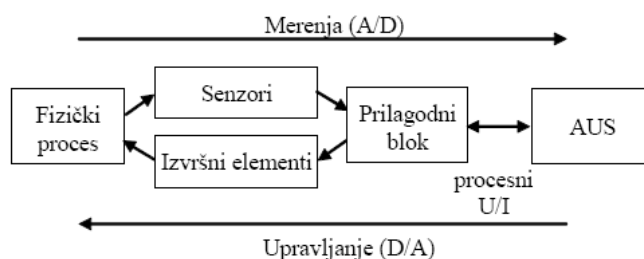 Merenja (A/D)
Fizički
proces
Senzori
Izvršni elementi
Prilagodni
blok
AUS
procesni
U/I
Upravljanje (D/A)